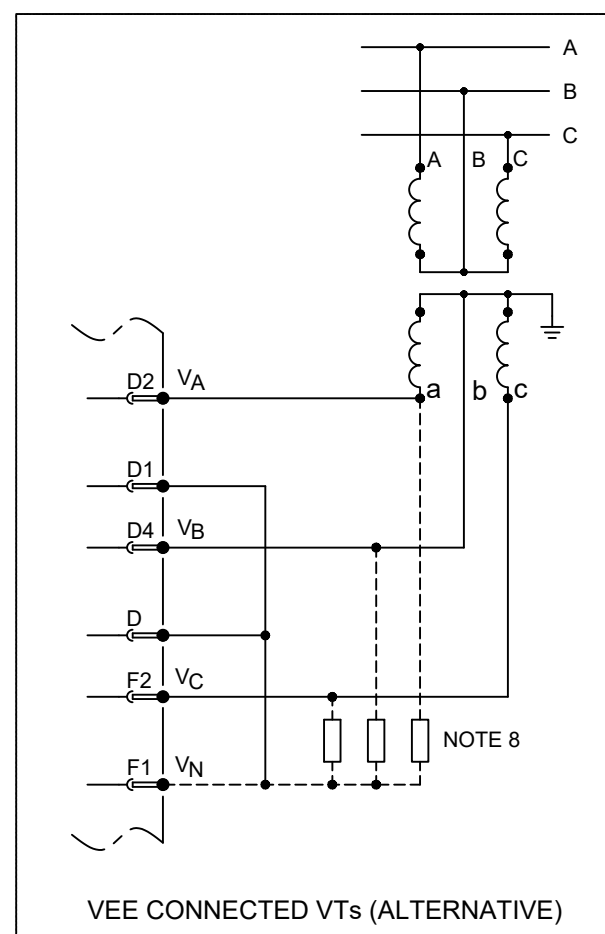 A
B
C
A B C
a b c
D2 VA
D1
D4 VB
D
F2 VC
NOTE 8
F1 VN
VEE CONNECTED VTs (ALTERNATIVE)